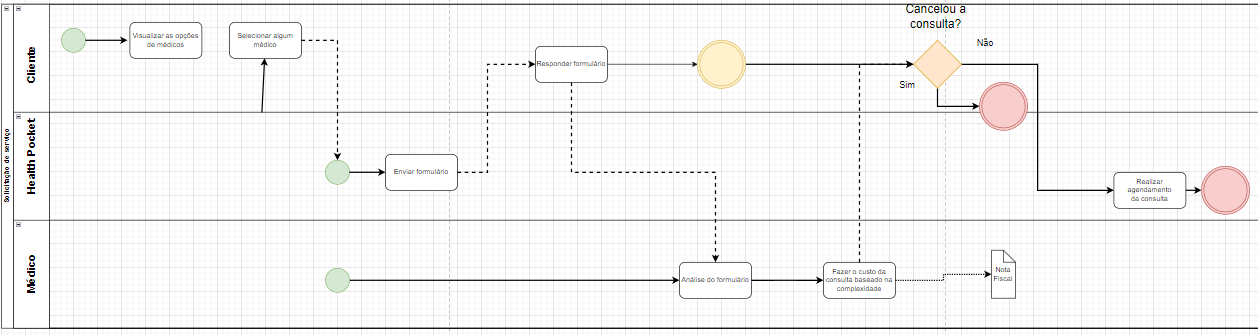 Solicitação de serviço
Cliente
Health Pocket
Médico
Visualizar as opções
de médicos
Selecionar algum
médico
Enviar formulário
Responder formulário
Cancelou a
consulta?
Não
Sim
Realizar
agendamento
da consulta
Análise do formulário
Fazer o custo da
consulta baseado na
complexidade
Nota
Fiscal